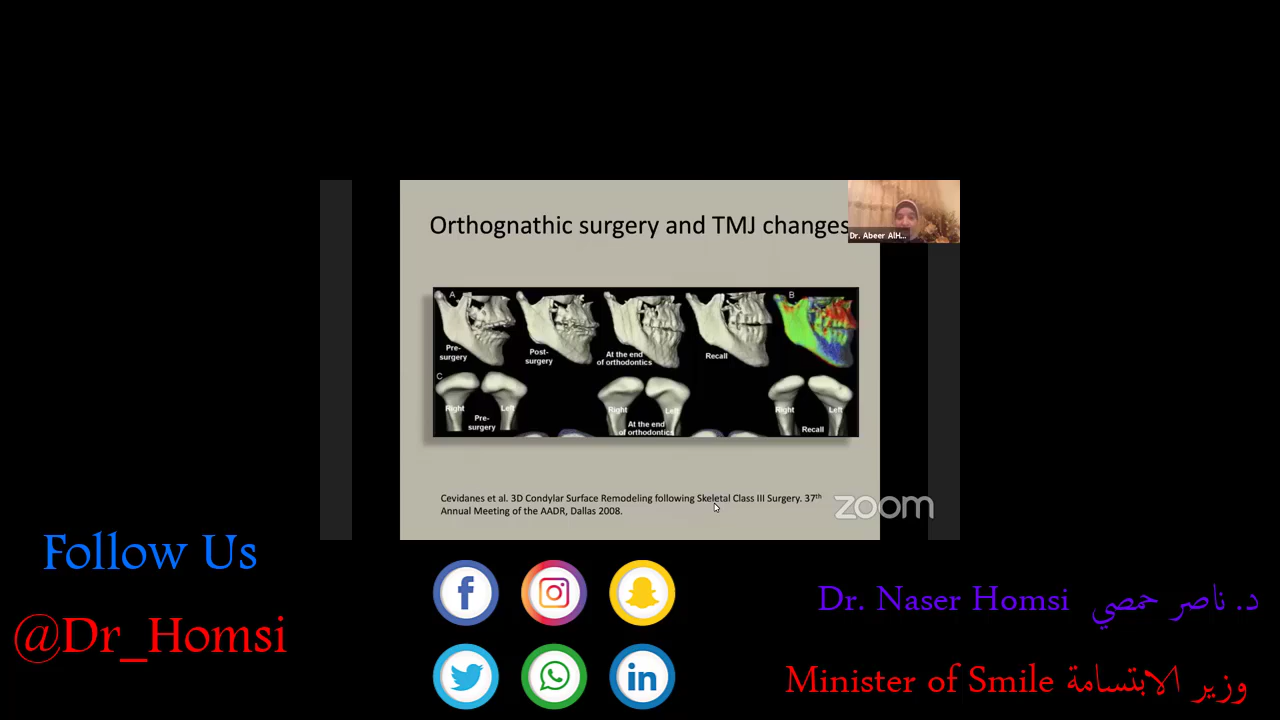 Orthognathic surgery and TMJ changes
Dr. Abeer AlH...
A
B
Pre-
surgery
Post-
surgery
At the end
of orthodontics
Recall
C
Right
Left
Pre-
surgery
Right
Left
At the end
of orthodontics
Right
Left
Recall
Cevidanes et al. 3D Condylar Surface Remodeling following Skeletal Class III Surgery. 37th
Annual Meeting of the AADR, Dallas 2008.
zoom
Follow Us
@Dr_Homsi
Dr. Naser Homsi د. ناصر حمصي
Minister of Smile وزير الابتسامة